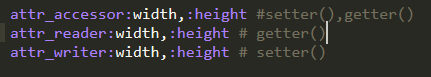 attr_accessor:width,:height #setter(),getter()
attr_reader:width,:height # getter()
attr_writer:width,:height # setter()